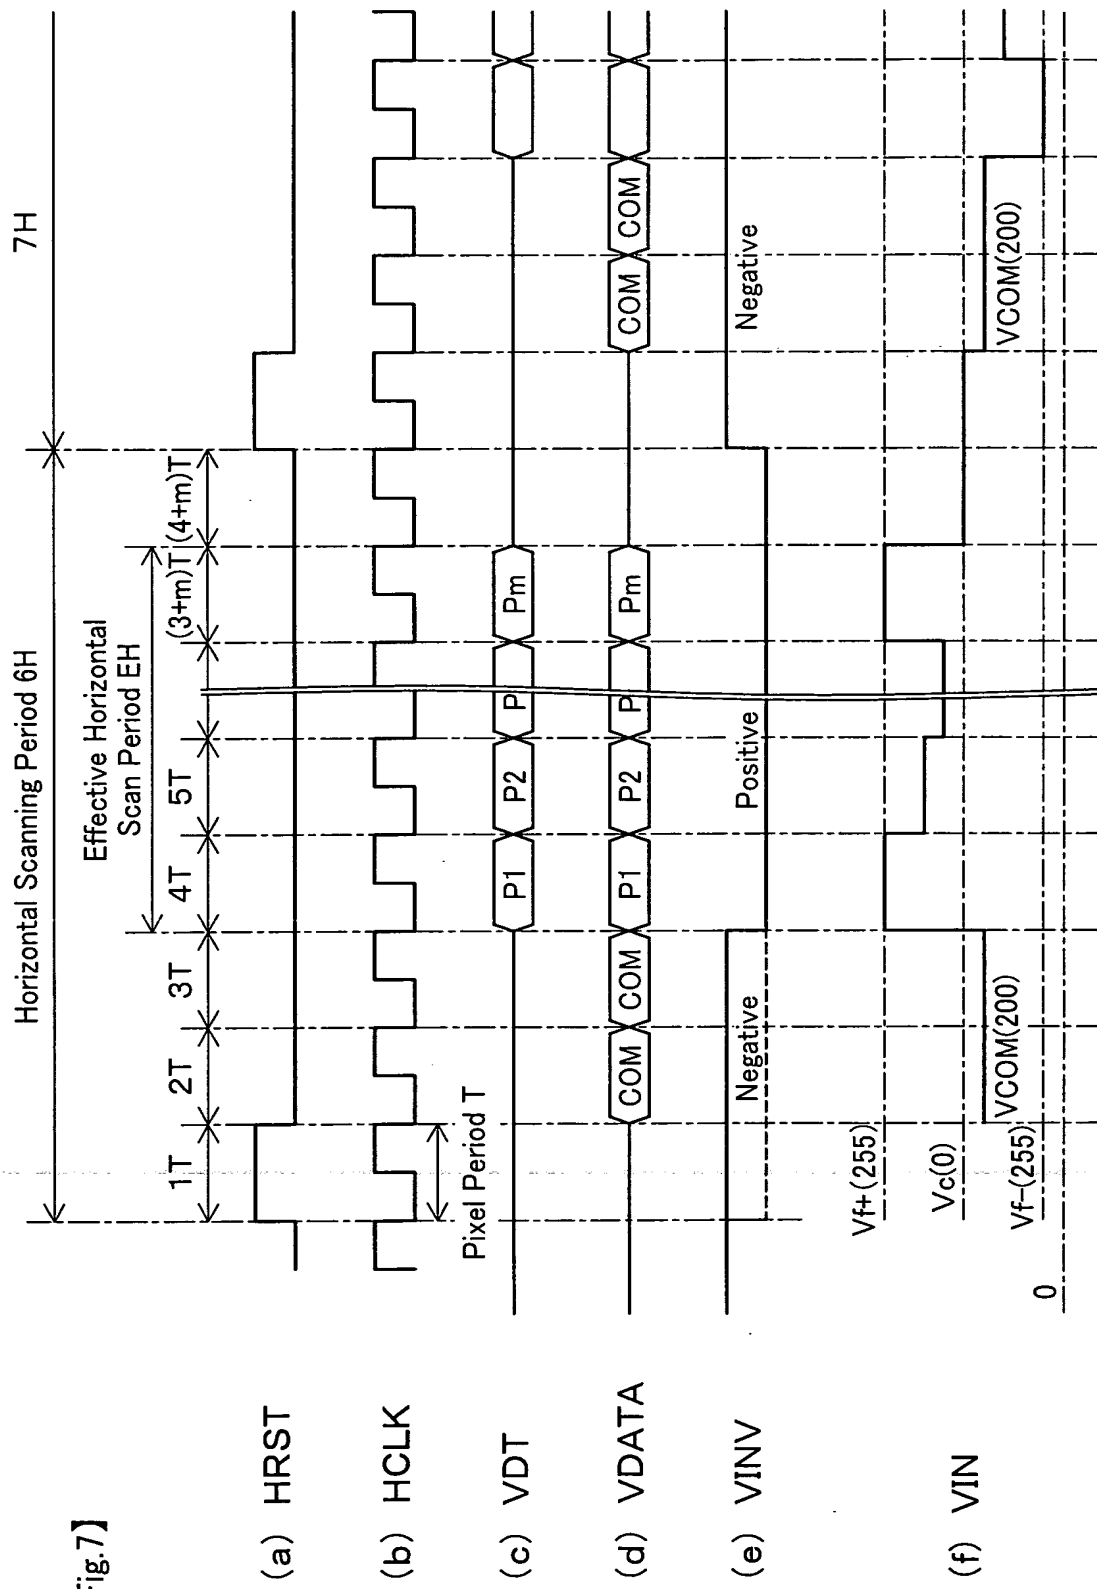 ig.7】
Horizontal Scanning Period 6H
7H
Effective Horizontal
Scan Period EH
1T
2T
3T
4T
5T
(3+m)T
(4+m)T
(a) HRST
(b) HCLK
Pixel Period T
(c) VDT
P1
P2
P
Pm
(d) VDATA
COM
COM
P1
P2
P
Pm
COM
COM
(e) VINV
Negative
Positive
Negative
(f) VIN
Vf+(255)
Vc(0)
Vf−(255)
0
VCOM(200)
VCOM(200)